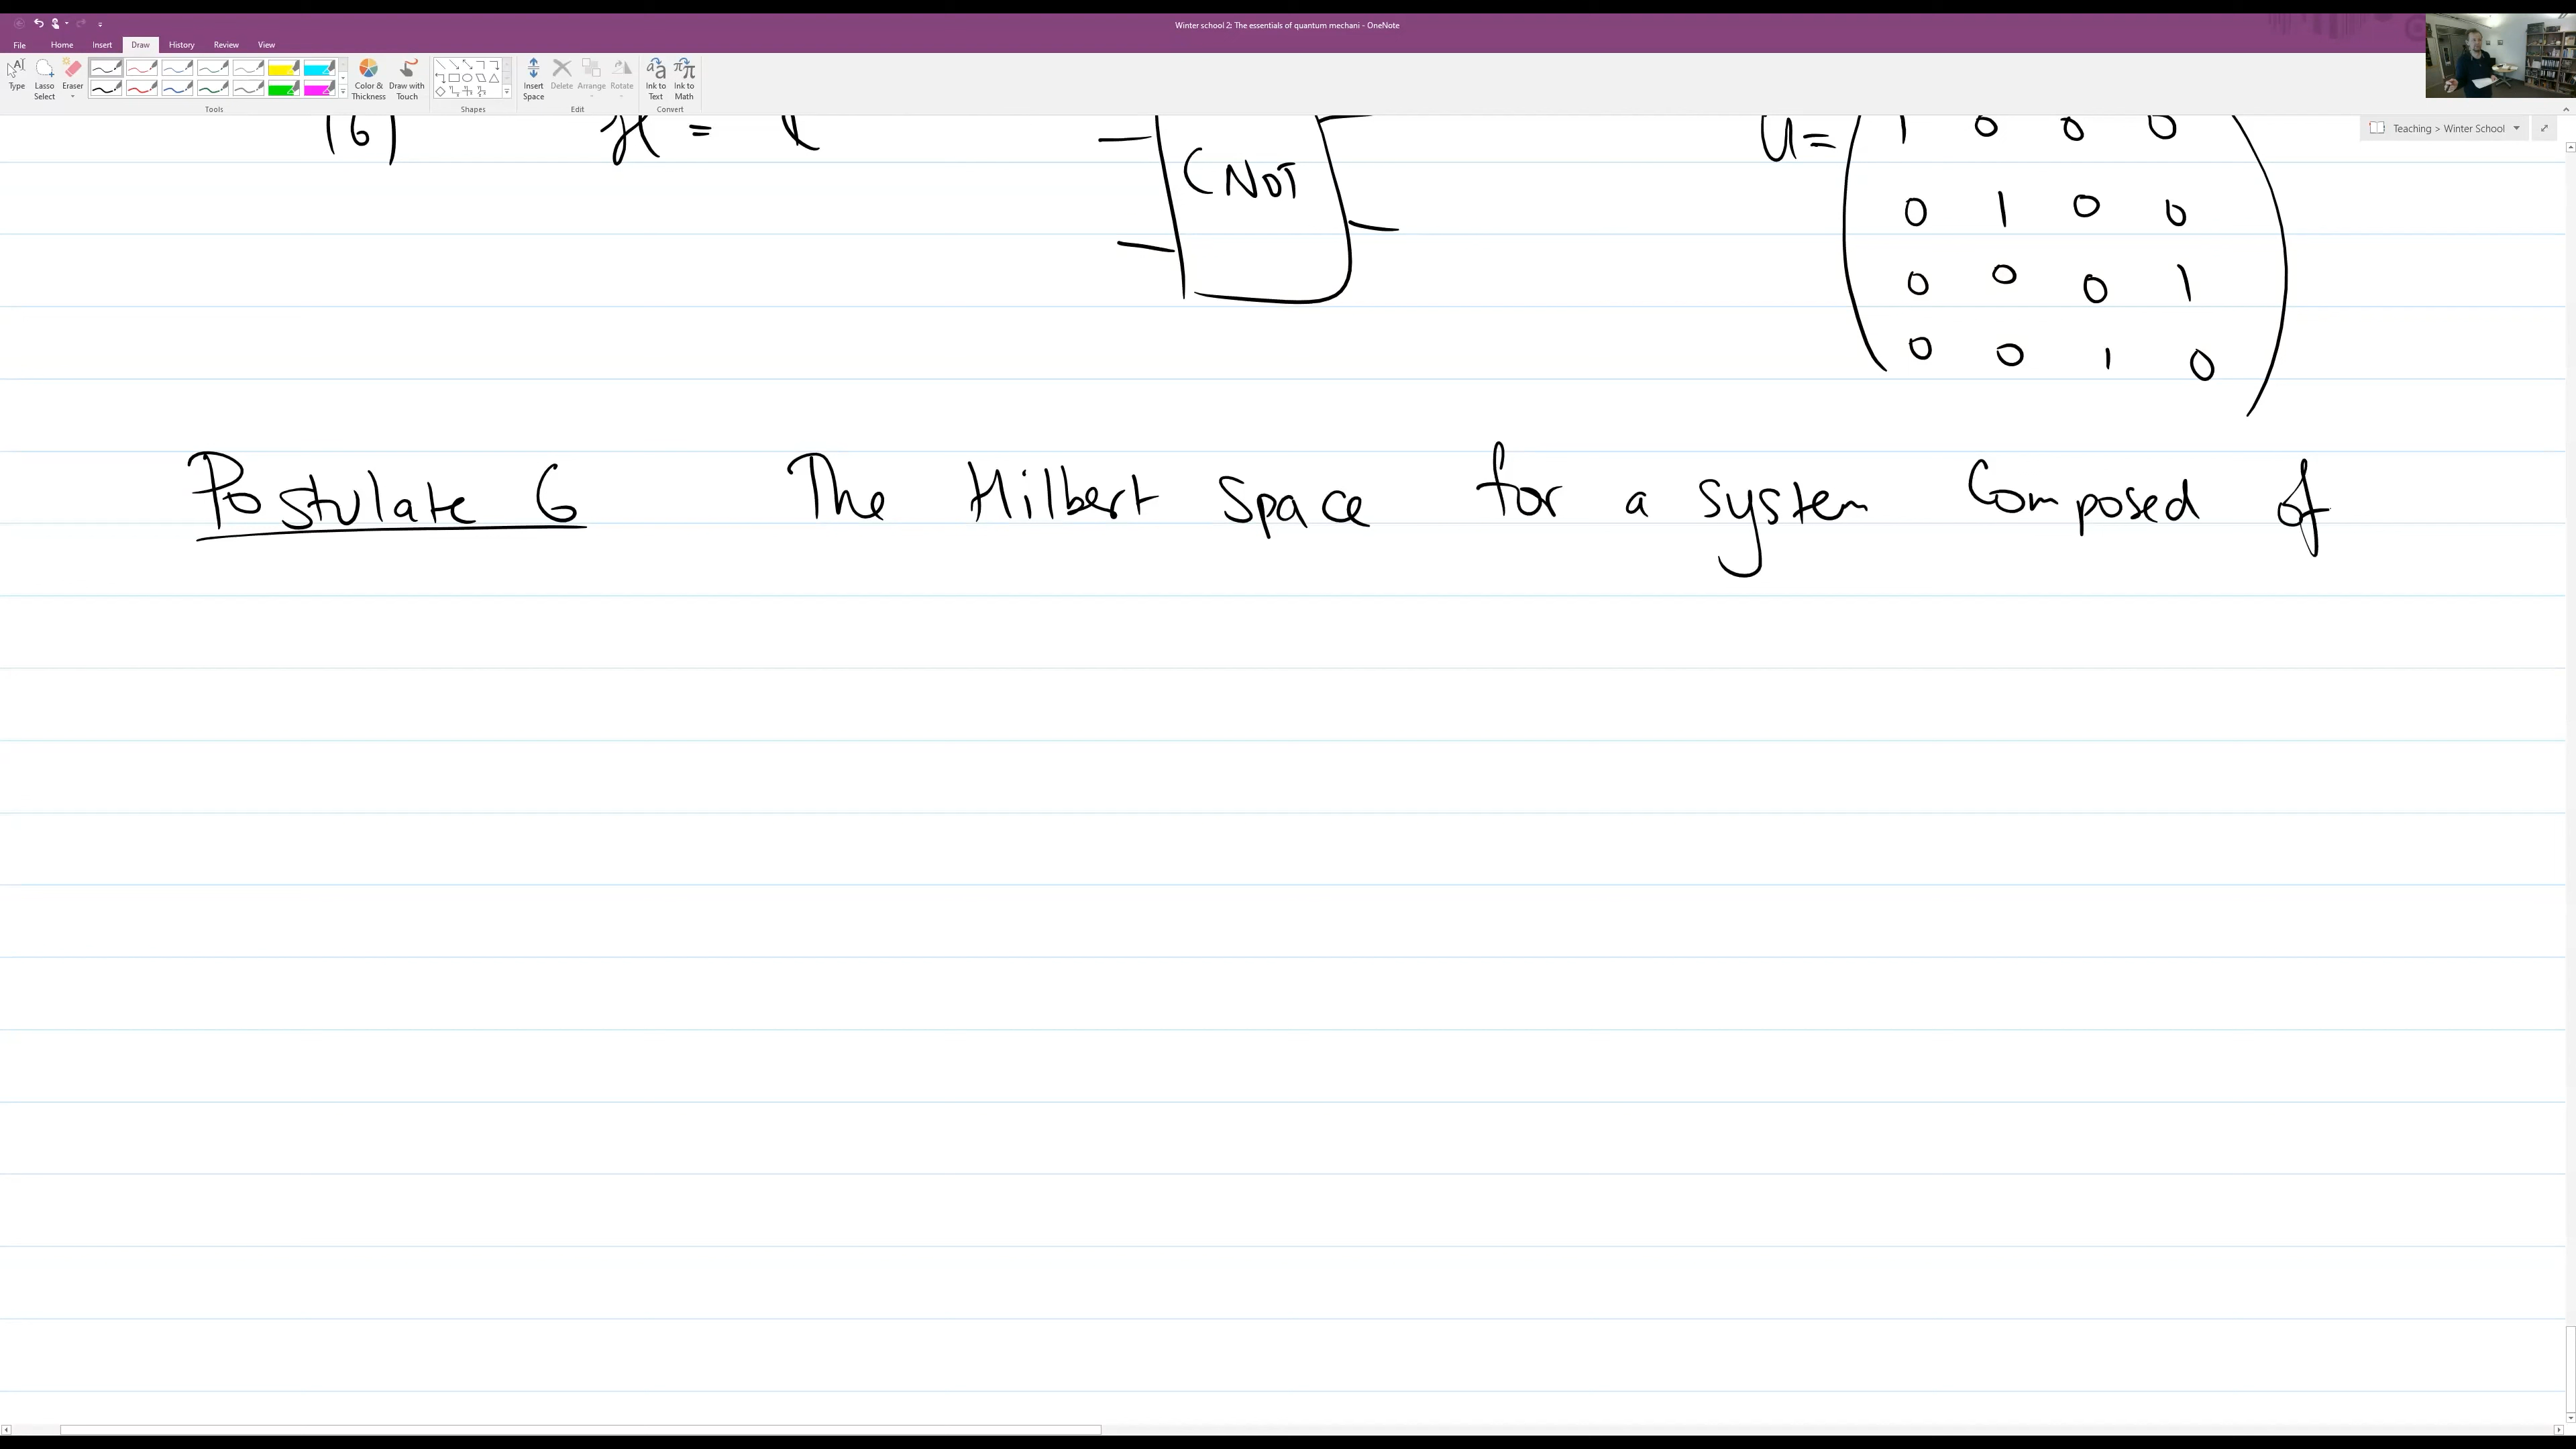 Winter school 2: The essentials of quantum mechani - OneNote
File Home Insert Draw History Review View
Type Lasso Select Eraser Color & Thickness Draw with Touch Insert Space Delete Arrange Rotate Ink to Text Ink to Math
Tools Shapes Edit Convert
Teaching > Winter School
(6) H =
CNOT
U = 1 0 0 0
0 1 0 0
0 0 0 1
0 0 1 0
Postulate 6 The Hilbert Space for a system Composed of